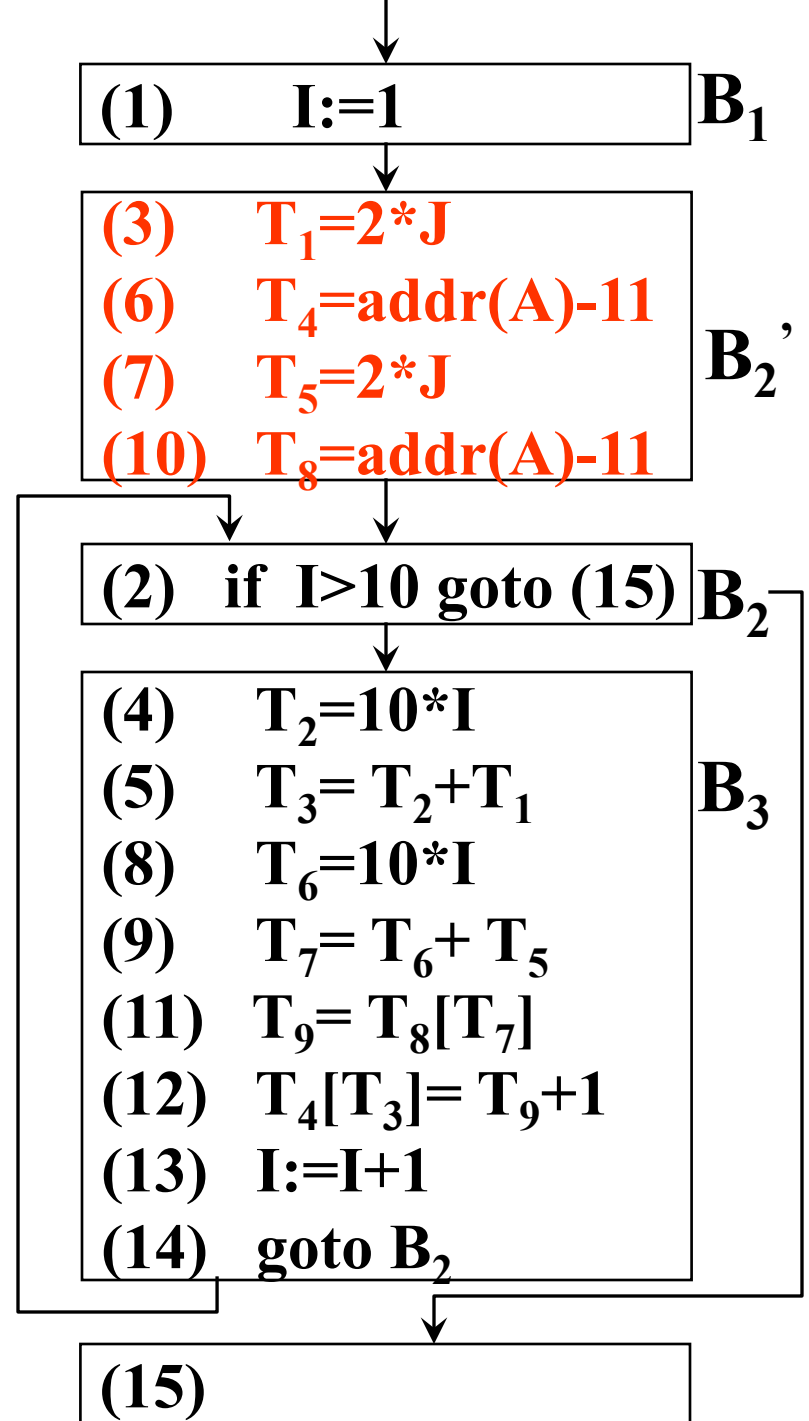 (1) I:=1 B₁
(3) T₁=2*J
(6) T₄=addr(A)-11
(7) T₅=2*J
B₂’
(10) T₈=addr(A)-11
(2) if I>10 goto (15) B₂
(4) T₂=10*I
(5) T₃= T₂+T₁ B₃
(8) T₆=10*I
(9) T₇= T₆+ T₅
(11) T₉= T₈[T₇]
(12) T₄[T₃]= T₉+1
(13) I:=I+1
(14) goto B₂
(15)